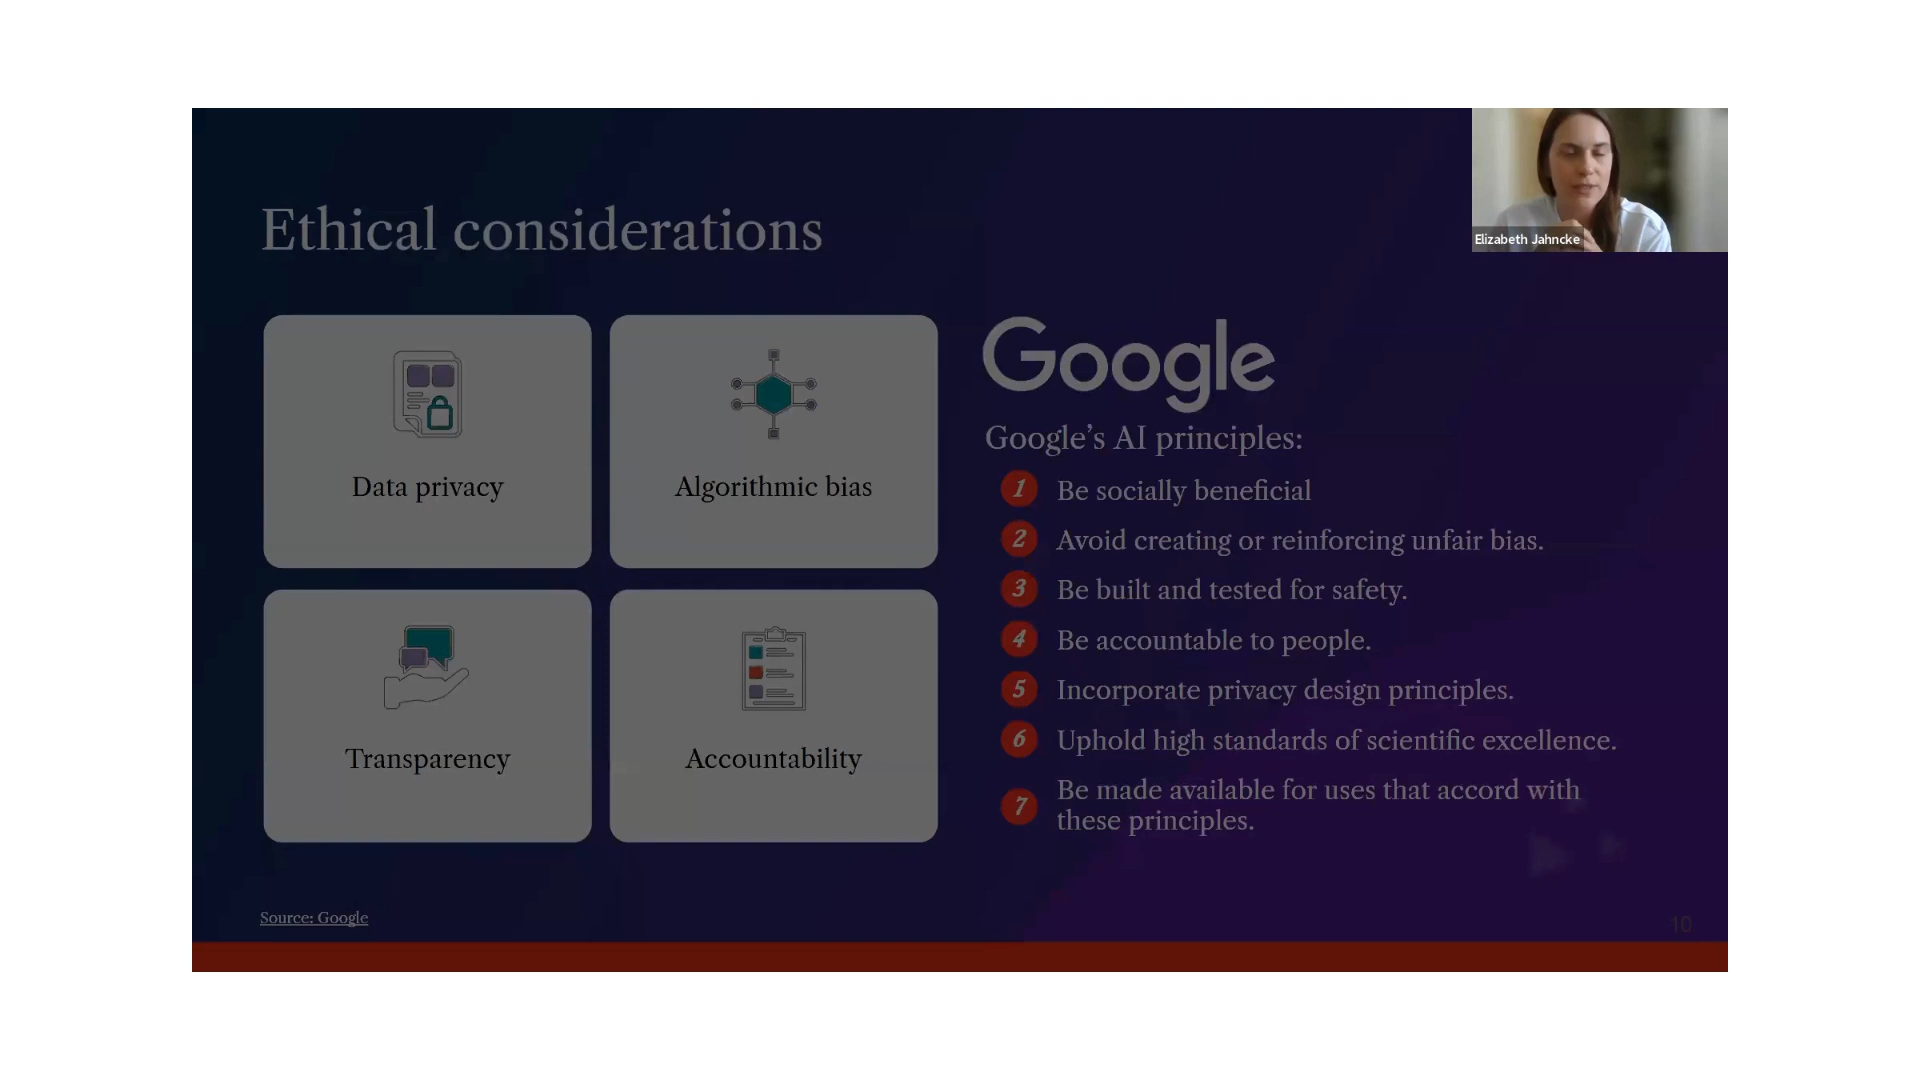 Elizabeth Jahncke
Ethical considerations
Data privacy
Algorithmic bias
Transparency
Accountability
Google
Google’s AI principles:
1 Be socially beneficial
2 Avoid creating or reinforcing unfair bias.
3 Be built and tested for safety.
4 Be accountable to people.
5 Incorporate privacy design principles.
6 Uphold high standards of scientific excellence.
7 Be made available for uses that accord with
these principles.
Source: Google
10